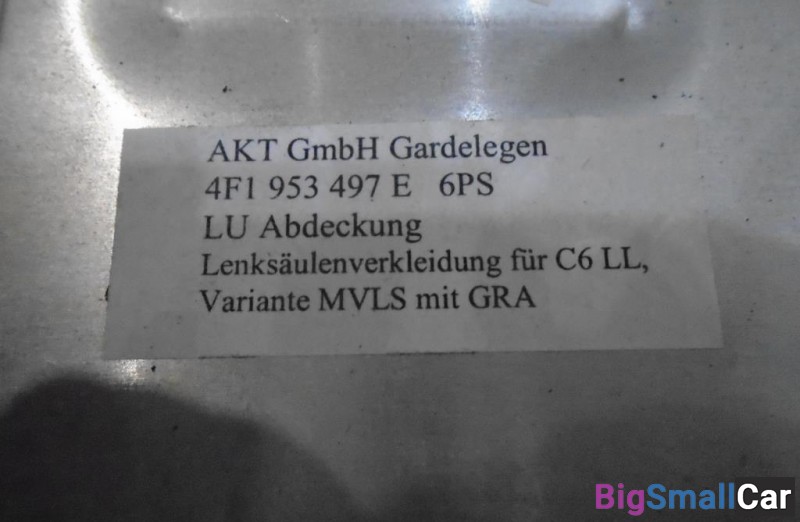 AKT GmbH Gardelegen
4F1 953 497 E 6PS
LU Abdeckung
Lenksäulenverkleidung für C6 LL,
Variante MVLS mit GRA
BigSmallCar